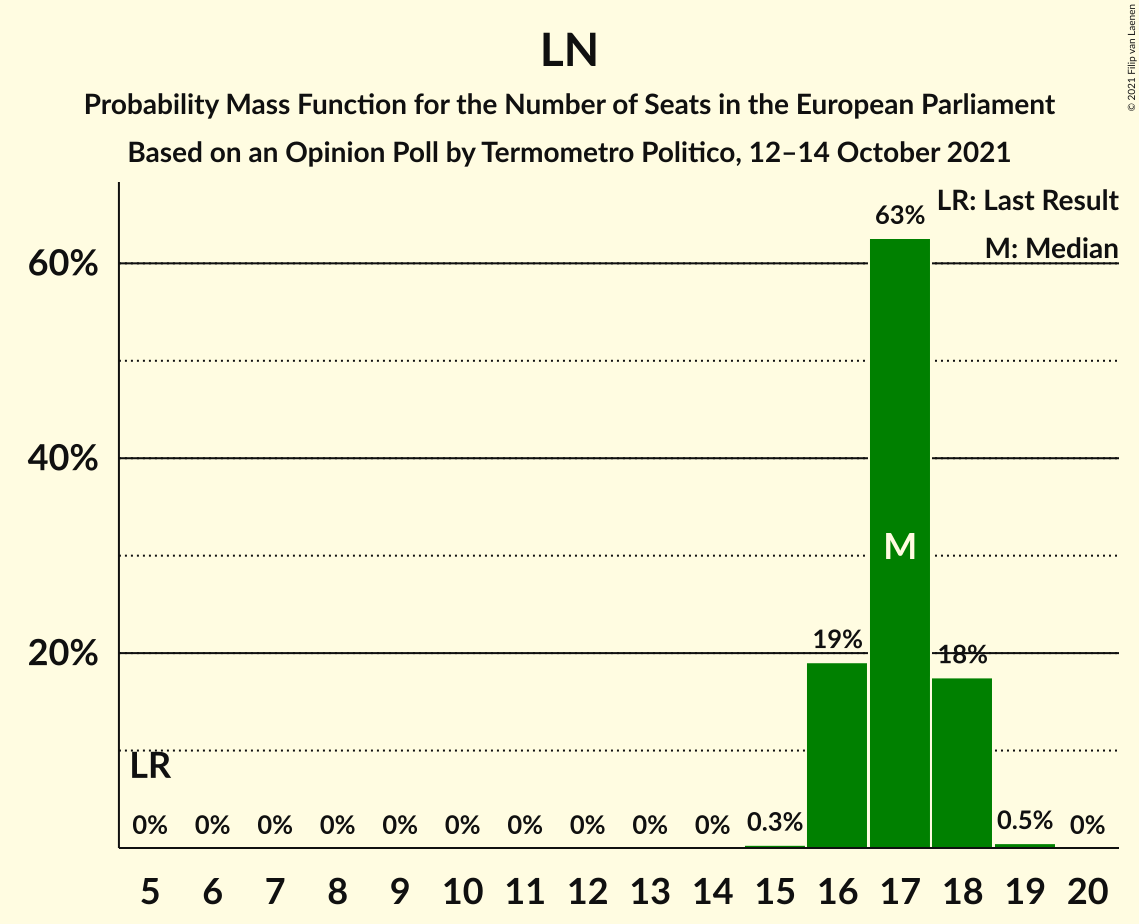 LN
Probability Mass Function for the Number of Seats in the European Parliament
Based on an Opinion Poll by Termometro Politico, 12–14 October 2021
© 2021 Filip van Laenen
LR: Last Result
M: Median
63%
60%
40%
M
19%
18%
20%
LR
0% 0% 0% 0% 0% 0% 0% 0% 0% 0% 0.3% 0.5% 0%
5 6 7 8 9 10 11 12 13 14 15 16 17 18 19 20